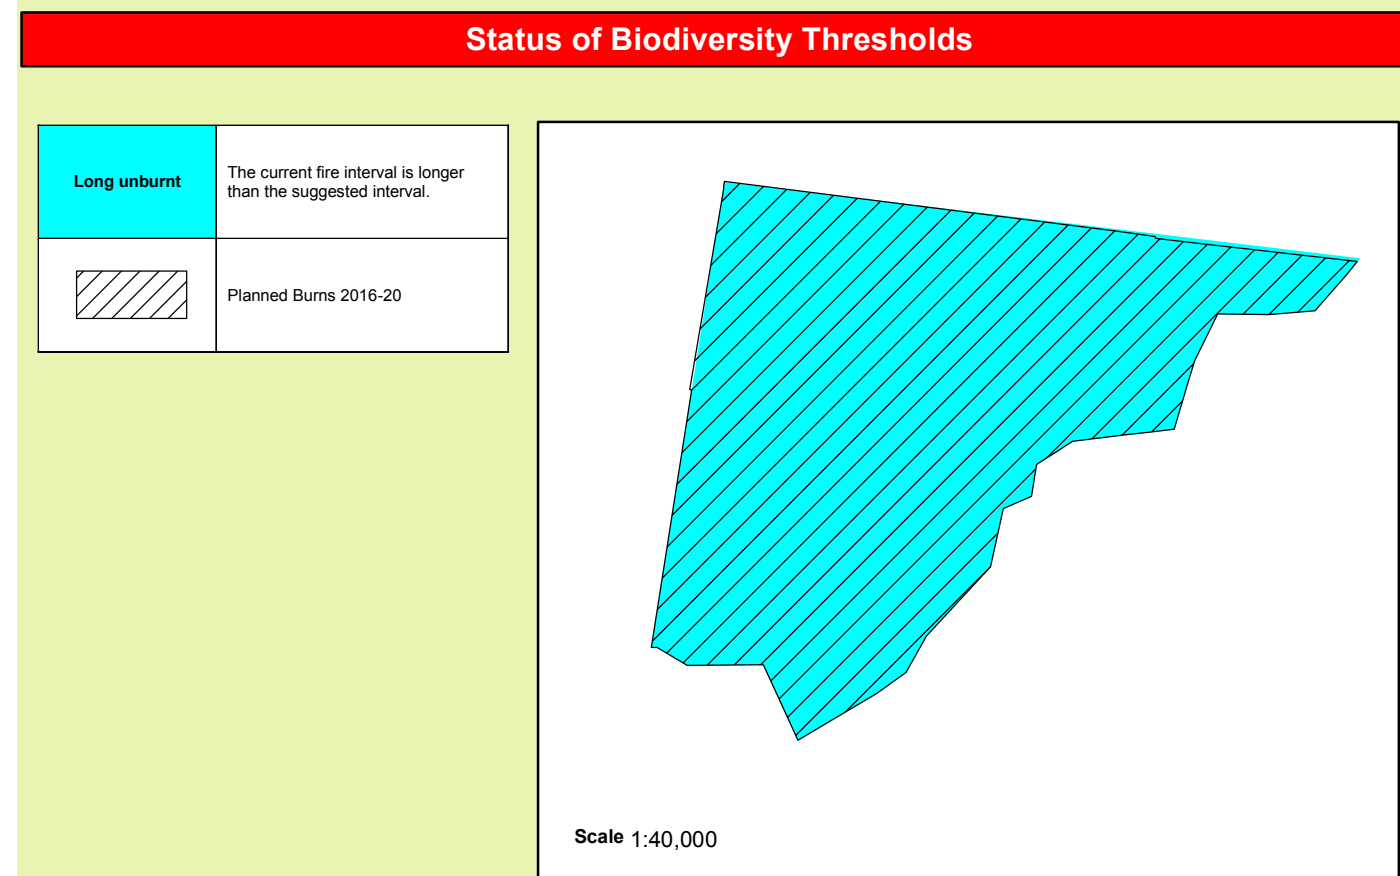 Status of Biodiversity Thresholds
Long unburnt
The current fire interval is longer
than the suggested interval.
Planned Burns 2016-20
Scale 1:40,000